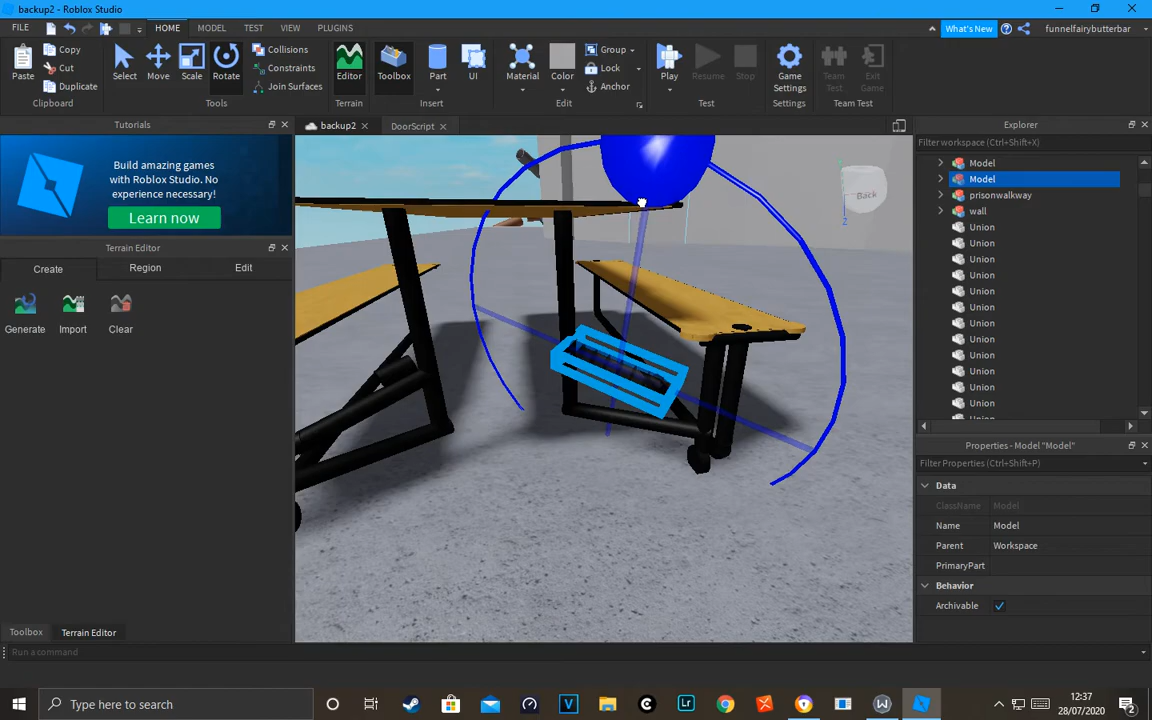 backup2 - Roblox Studio
FILE HOME MODEL TEST VIEW PLUGINS What's New funnelfairybutterbar
Paste Copy Cut Duplicate Select Move Scale Rotate Collisions Constraints Join Surfaces Editor Toolbox Part UI Material Color Group Lock Anchor Play Resume Stop Game Settings Team Test Exit Game
Clipboard Tools Terrain Insert Edit Test Settings Team Test
Tutorials
Build amazing games
with Roblox Studio. No
experience necessary!
Learn now
Terrain Editor
Create Region Edit
Generate Import Clear
Toolbox Terrain Editor
backup2 DoorScript
Back
Z
Explorer
Filter workspace (Ctrl+Shift+X)
Model
Model
prisonwalkway
wall
Union
Union
Union
Union
Union
Union
Union
Union
Union
Union
Union
Union
Union
Properties - Model "Model"
Filter Properties (Ctrl+Shift+P)
Data
ClassName Model
Name Model
Parent Workspace
PrimaryPart
Behavior
Archivable
Run a command
Type here to search
12:37
28/07/2020
2